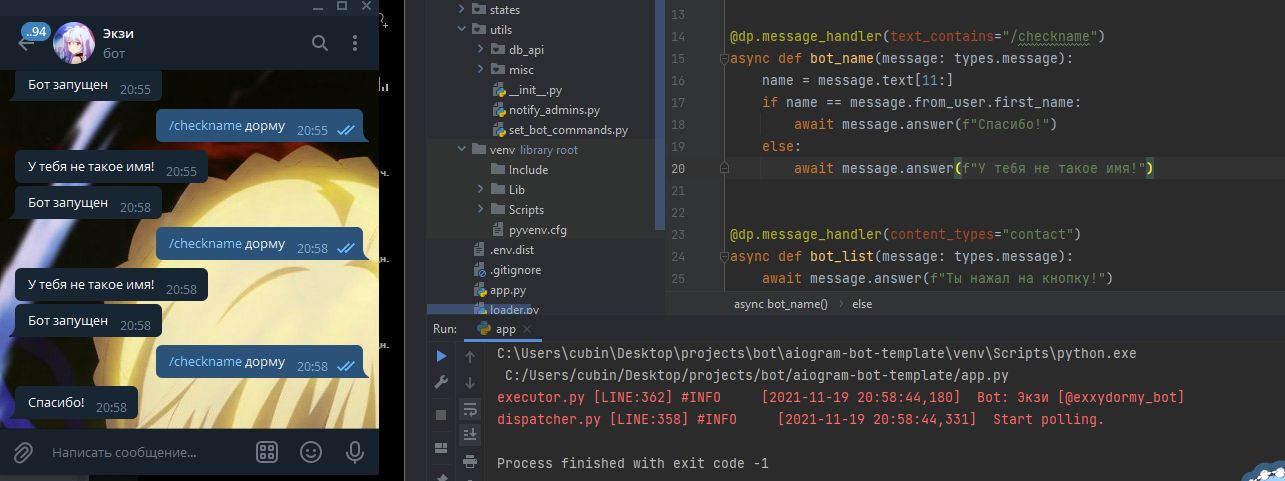 ..94
Экзи
бот
Бот запущен 20:55
/checkname дорму 20:55
У тебя не такое имя! 20:55
Бот запущен 20:58
/checkname дорму 20:58
У тебя не такое имя! 20:58
Бот запущен 20:58
/checkname дорму 20:58
Спасибо! 20:58
Написать сообщение...
states
utils
db_api
misc
__init__.py
notify_admins.py
set_bot_commands.py
venv library root
Include
Lib
Scripts
pyvenv.cfg
.env.dist
.gitignore
app.py
loader.py
13
14 @dp.message_handler(text_contains="/checkname")
15 async def bot_name(message: types.message):
16 name = message.text[11:]
17 if name == message.from_user.first_name:
18 await message.answer(f"Спасибо!")
19 else:
20 await message.answer(f"У тебя не такое имя!")
21
22
23 @dp.message_handler(content_types="contact")
24 async def bot_list(message: types.message):
25 await message.answer(f"Ты нажал на кнопку!")
async bot_name() › else
Run: app
C:\Users\cubin\Desktop\projects\bot\aiogram-bot-template\venv\Scripts\python.exe
C:/Users/cubin/Desktop/projects/bot/aiogram-bot-template/app.py
executor.py [LINE:362] #INFO [2021-11-19 20:58:44,180] Bot: Экзи [@exxydormy_bot]
dispatcher.py [LINE:358] #INFO [2021-11-19 20:58:44,331] Start polling.
Process finished with exit code -1